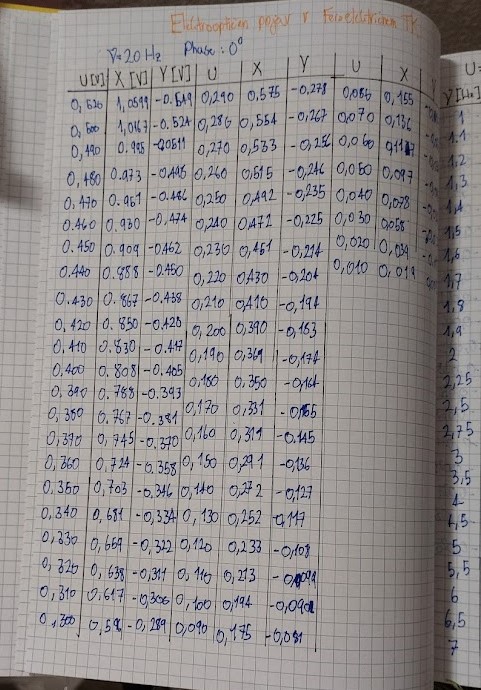 Elektrooptični pojav v Feroelektričnem TK
V=20 Hz Phase: 0°
U[V] X[V] Y[V] U X Y U X Y U=
0,520 1,0599 -0.549 0,290 0,575 -0.278 0,086 0,155 V[Hz]
0,500 1,0167 -0.524 0,280 0,554 -0,267 0,070 0,136 1
0,490 0.995 -0.0511 0,270 0,533 -0,256 0,060 1.1
0,480 0.973 -0.498 0,260 0,515 -0,246 0,050 0,097 1,2
0,470 0.951 -0.486 0,250 0,492 -0,235 0,040 0,078 1,3
0.460 0.930 -0.474 0,240 0,472 -0,225 0,030 0,058 1,4
0.450 0.909 -0.462 0,230 0,451 -0,214 0,020 0,039 1,5
0.440 0.888 -0.450 0,220 0,430 -0,204 0,010 0,019 1,6
0.430 0.867 -0.438 0,210 0,410 -0,194 1,7
0,420 0.850 -0.428 0,200 0,390 -0,183 1,8
0,410 0.830 -0.417 0,190 0,369 -0,174 1,9
0,400 0.808 -0.405 0,180 0,350 -0,164 2
0,390 0.788 -0.393 0,170 0,331 -0,155 2,25
0,380 0.767 -0.381 0,160 0,311 -0.145 2,5
0,370 0.745 -0.370 0,150 0,291 -0,136 2,75
0,360 0,724 -0.358 0,140 0,272 -0,127 3
0,350 0,703 -0.346 0,130 0,252 -0,117 3,5
0,340 0,681 -0,334 0,120 0,233 -0,108 4
0,330 0,659 -0,322 0,110 0,213 4,5
0,320 0,638 -0,311 0,100 0,194 5
0,310 0,617 -0,300 0,090 0,175 -0,081 5,5
0,300 0,596 -0,289 6
6,5
7